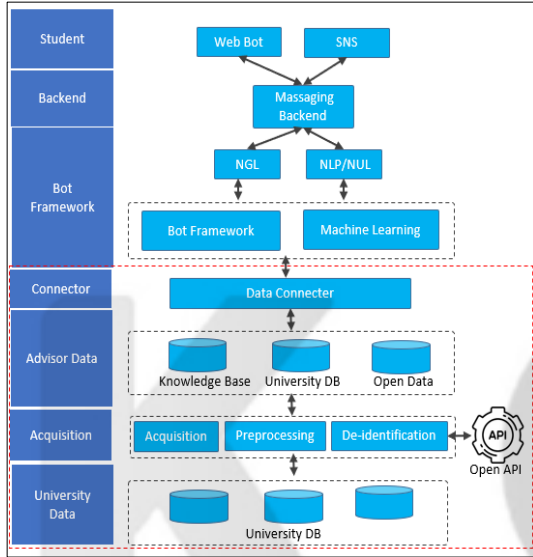 Student
Web Bot
SNS
Backend
Massaging
Backend
NGL
NLP/NUL
Bot
Framework
Bot Framework
Machine Learning
Connector
Data Connecter
Advisor Data
Knowledge Base
University DB
Open Data
Acquisition
Acquisition
Preprocessing
De-identification
API
Open API
University
Data
University DB